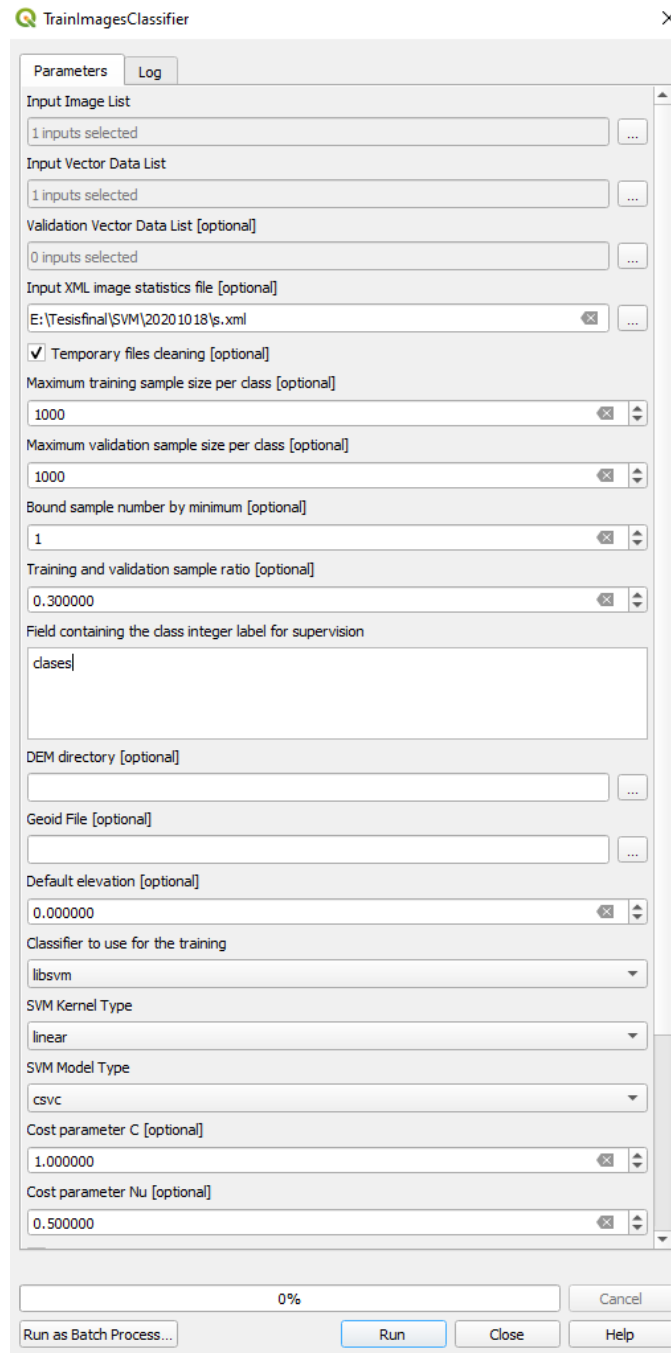 TrainImagesClassifier
Parameters Log
Input Image List
1 inputs selected ...
Input Vector Data List
1 inputs selected ...
Validation Vector Data List [optional]
0 inputs selected ...
Input XML image statistics file [optional]
E:\Tesisfinal\SVM\20201018\s.xml ...
Temporary files cleaning [optional]
Maximum training sample size per class [optional]
1000
Maximum validation sample size per class [optional]
1000
Bound sample number by minimum [optional]
1
Training and validation sample ratio [optional]
0.300000
Field containing the class integer label for supervision
clases
DEM directory [optional]
...
Geoid File [optional]
...
Default elevation [optional]
0.000000
Classifier to use for the training
libsvm
SVM Kernel Type
linear
SVM Model Type
csvc
Cost parameter C [optional]
1.000000
Cost parameter Nu [optional]
0.500000
0% Cancel
Run as Batch Process... Run Close Help